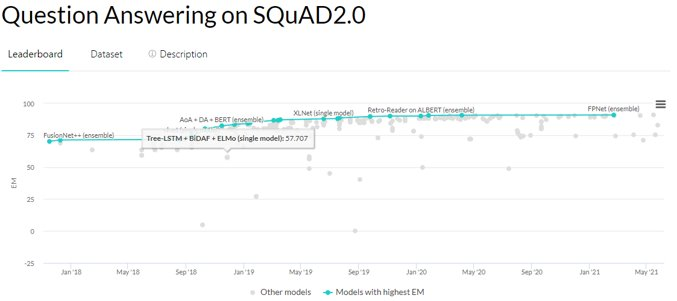 Question Answering on SQuAD2.0
Leaderboard Dataset Description
100
75
50
25
0
-25
EM
FusionNet++ (ensemble)
AoA + DA + BERT (ensemble)
XLNet (single model)
Retro-Reader on ALBERT (ensemble)
FPNet (ensemble)
Tree-LSTM + BiDAF + ELMo (single model): 57.707
Jan '18 May '18 Sep '18 Jan '19 May '19 Sep '19 Jan '20 May '20 Sep '20 Jan '21 May '21
Other models Models with highest EM